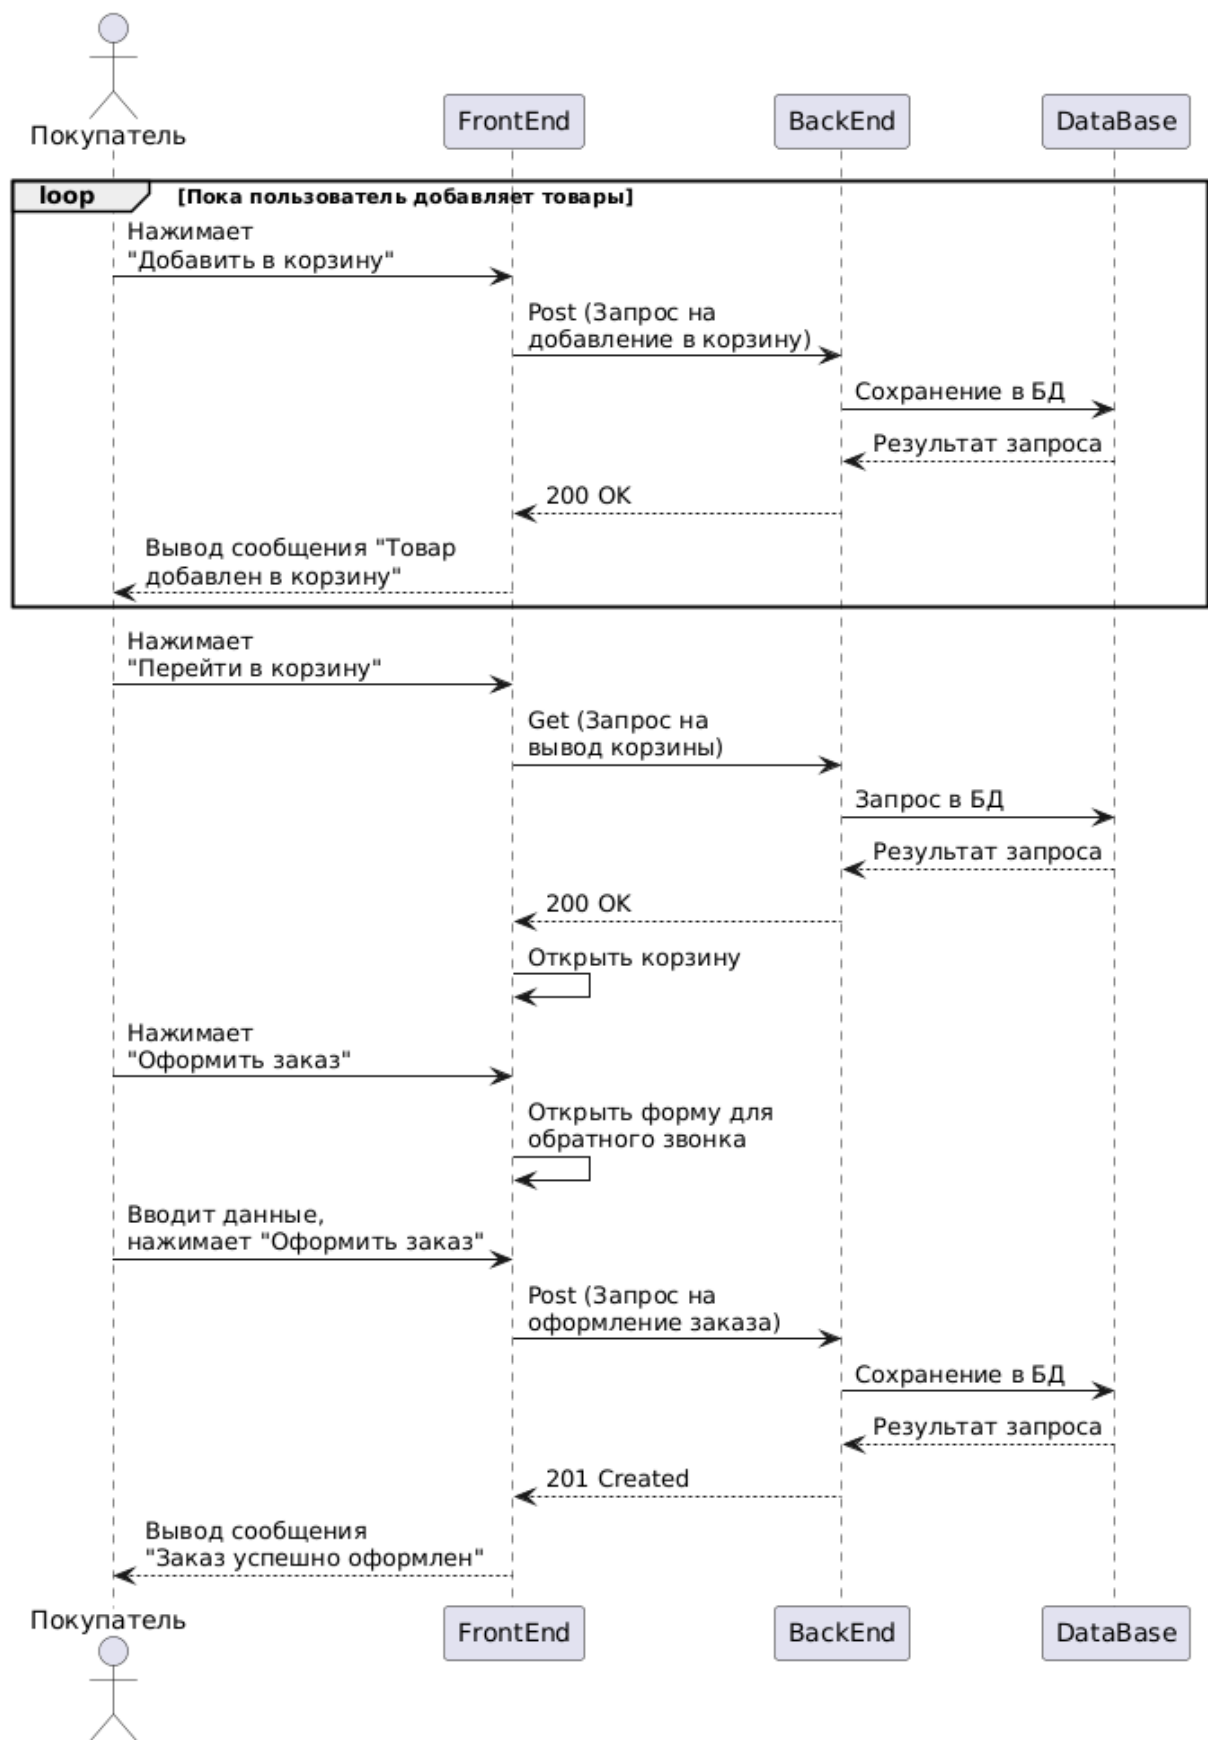 Покупатель
FrontEnd
BackEnd
DataBase
loop
[Пока пользователь добавляет товары]
Нажимает
"Добавить в корзину"
Post (Запрос на
добавление в корзину)
Сохранение в БД
Результат запроса
200 OK
Вывод сообщения "Товар
добавлен в корзину"
Нажимает
"Перейти в корзину"
Get (Запрос на
вывод корзины)
Запрос в БД
Результат запроса
200 OK
Открыть корзину
Нажимает
"Оформить заказ"
Открыть форму для
обратного звонка
Вводит данные,
нажимает "Оформить заказ"
Post (Запрос на
оформление заказа)
Сохранение в БД
Результат запроса
201 Created
Вывод сообщения
"Заказ успешно оформлен"
Покупатель
FrontEnd
BackEnd
DataBase